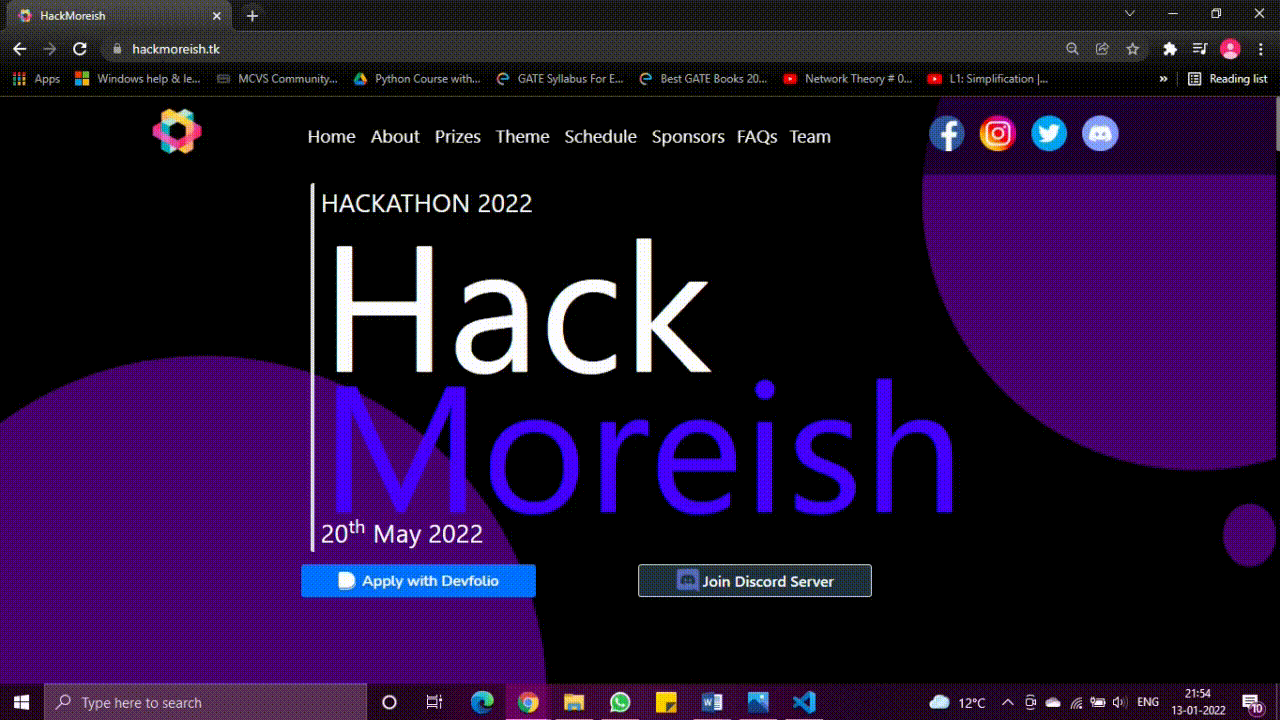 HackMoreish
hackmoreish.tk
Apps Windows help & le... MCVS Community... Python Course with... GATE Syllabus For E... Best GATE Books 20... Network Theory # 0... L1: Simplification |... » Reading list
Home About Prizes Theme Schedule Sponsors FAQs Team
HACKATHON 2022
Hack
Moreish
20th May 2022
Apply with Devfolio Join Discord Server
Type here to search 12°C ENG 21:54
13-01-2022 10